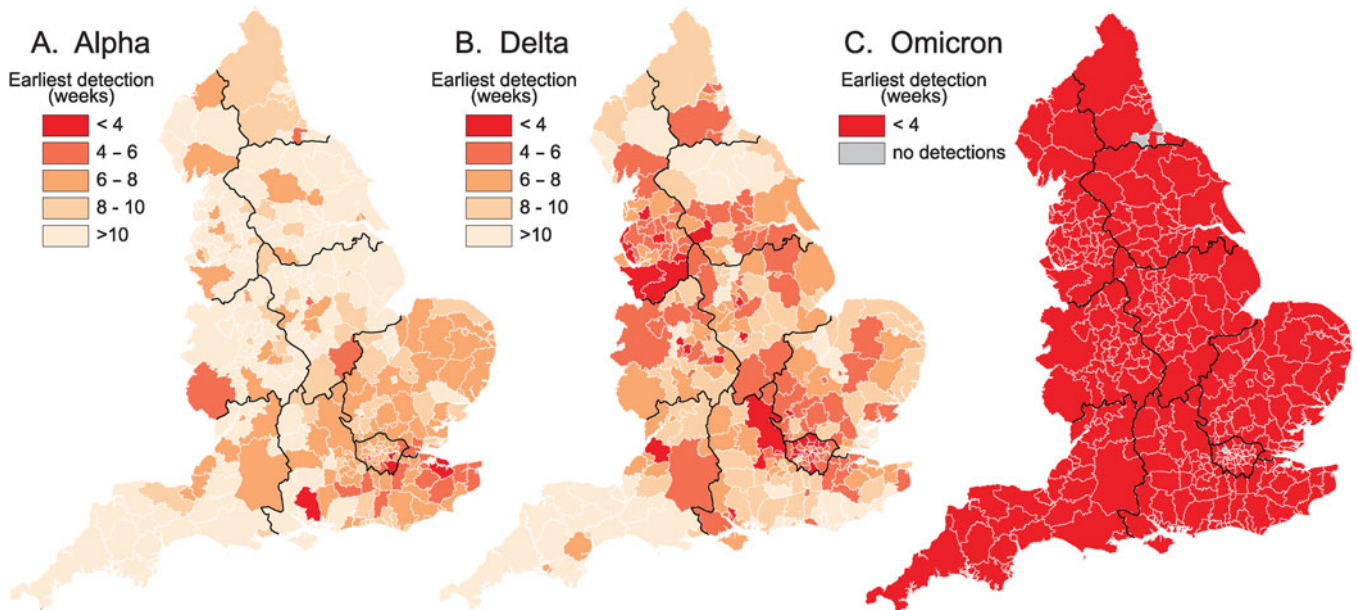 A. Alpha
Earliest detection
(weeks)
< 4
4 – 6
6 – 8
8 - 10
>10
B. Delta
Earliest detection
(weeks)
< 4
4 – 6
6 – 8
8 - 10
>10
C. Omicron
Earliest detection
(weeks)
< 4
no detections